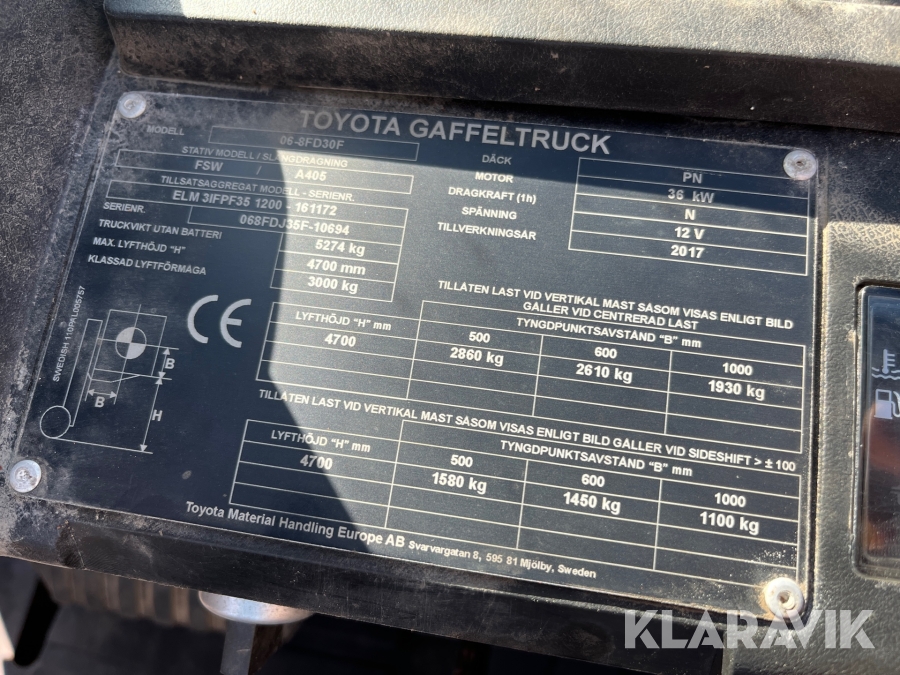 TOYOTA GAFFELTRUCK
MODELL 06-8FD30F
STATIV MODELL / SLANGDRAGNING
FSW / A405
TILLSATSAGGREGAT MODELL - SERIENR.
ELM 3IFPF35 1200 - 161172
SERIENR. 068FDJ35F-10694
TRUCKVIKT UTAN BATTERI 5274 kg
MAX. LYFTHÖJD "H" 4700 mm
KLASSAD LYFTFÖRMÅGA 3000 kg
DÄCK PN
MOTOR 36 kW
DRAGKRAFT (1h) N
SPÄNNING 12 V
TILLVERKNINGSÅR 2017
CE
B
B
H
TILLÅTEN LAST VID VERTIKAL MAST SÅSOM VISAS ENLIGT BILD
GÄLLER VID CENTRERAD LAST
LYFTHÖJD "H" mm TYNGDPUNKTSAVSTÅND "B" mm
500 600 1000
4700 2860 kg 2610 kg 1930 kg
TILLÅTEN LAST VID VERTIKAL MAST SÅSOM VISAS ENLIGT BILD GÄLLER VID SIDESHIFT > ± 100
LYFTHÖJD "H" mm TYNGDPUNKTSAVSTÅND "B" mm
500 600 1000
4700 1580 kg 1450 kg 1100 kg
Toyota Material Handling Europe AB Svarvargatan 8, 595 81 Mjölby, Sweden
KLARAVIK